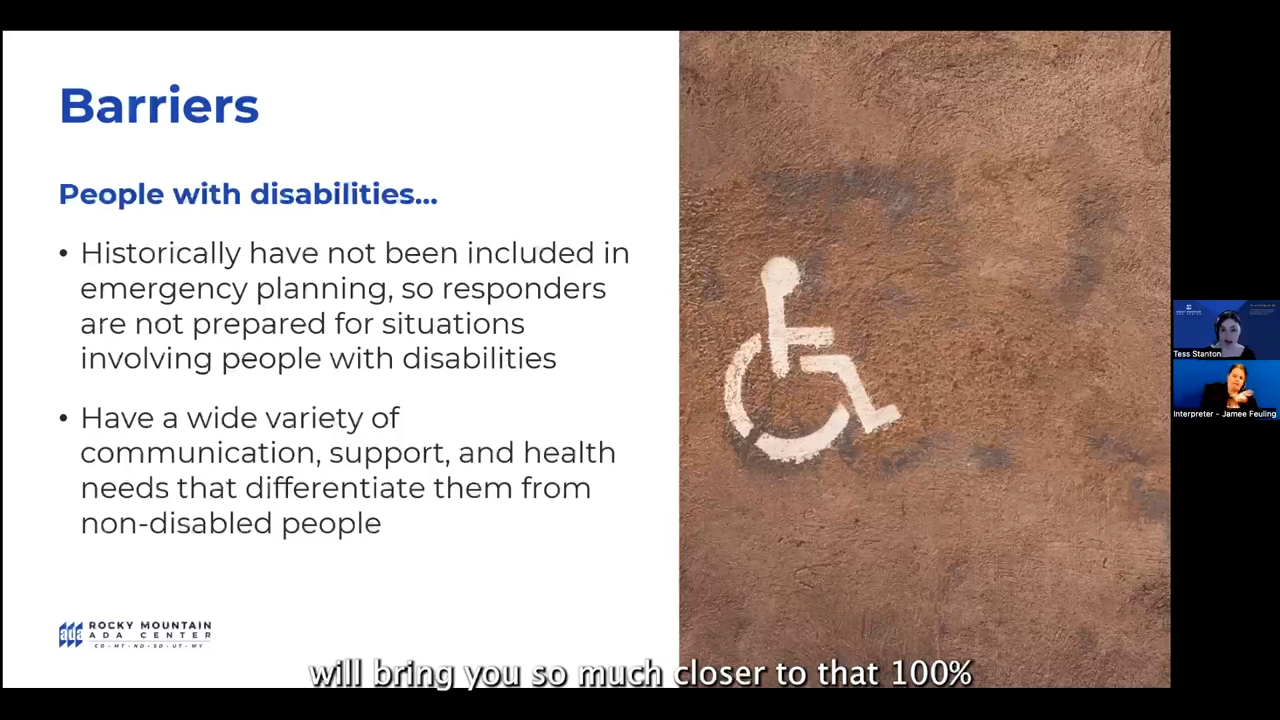 Barriers
People with disabilities...
• Historically have not been included in
emergency planning, so responders
are not prepared for situations
involving people with disabilities
• Have a wide variety of
communication, support, and health
needs that differentiate them from
non-disabled people
ada
ROCKY MOUNTAIN
ADA CENTER
CO • MT • ND • SD • UT • WY
will bring you so much closer to that 100%
Tess Stanton
Interpreter - Jamee Feuling